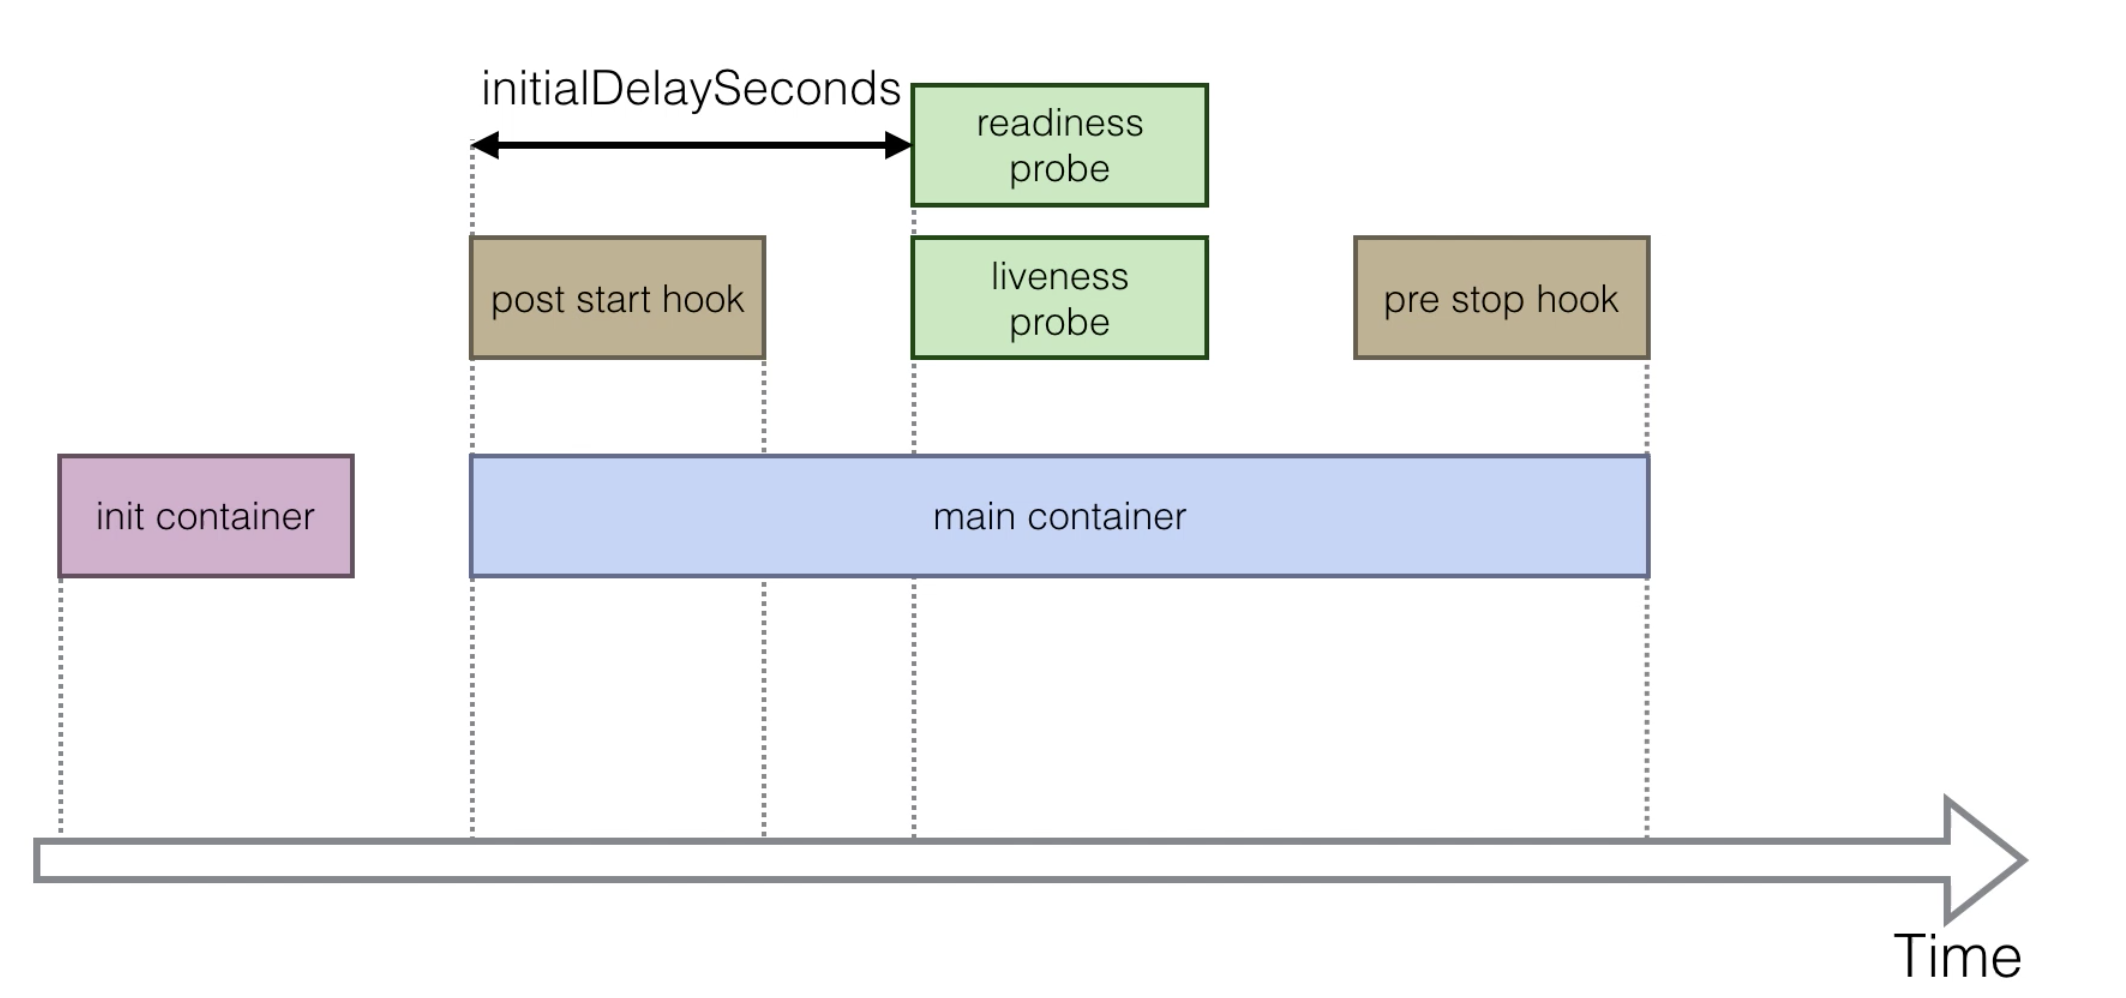 initialDelaySeconds
readiness
probe
post start hook
liveness
probe
pre stop hook
init container
main container
Time